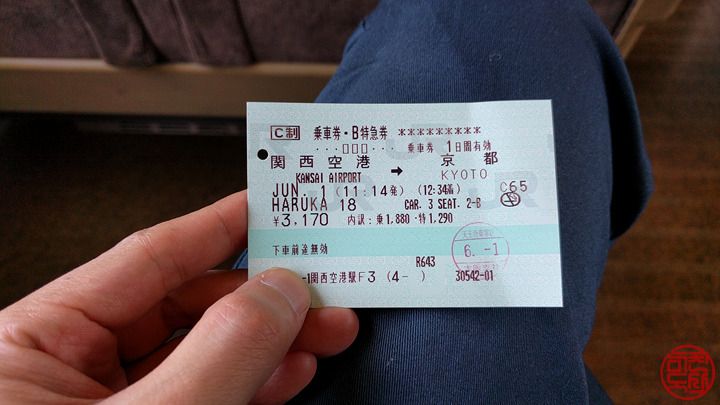 C制 乗車券・B特急券 *********
・・・□□□・・・ 乗車券 1日間有効
関西空港 → 京都
KANSAI AIRPORT KYOTO
JUN. 1 (11:14発) (12:34着) C65
HARUKA 18 CAR. 3 SEAT. 2-B
¥3,170 内訳:乗1,880・特1,290
下車前途無効
6.-1
R643
-1関西空港駅F3 (4- ) 30542-01